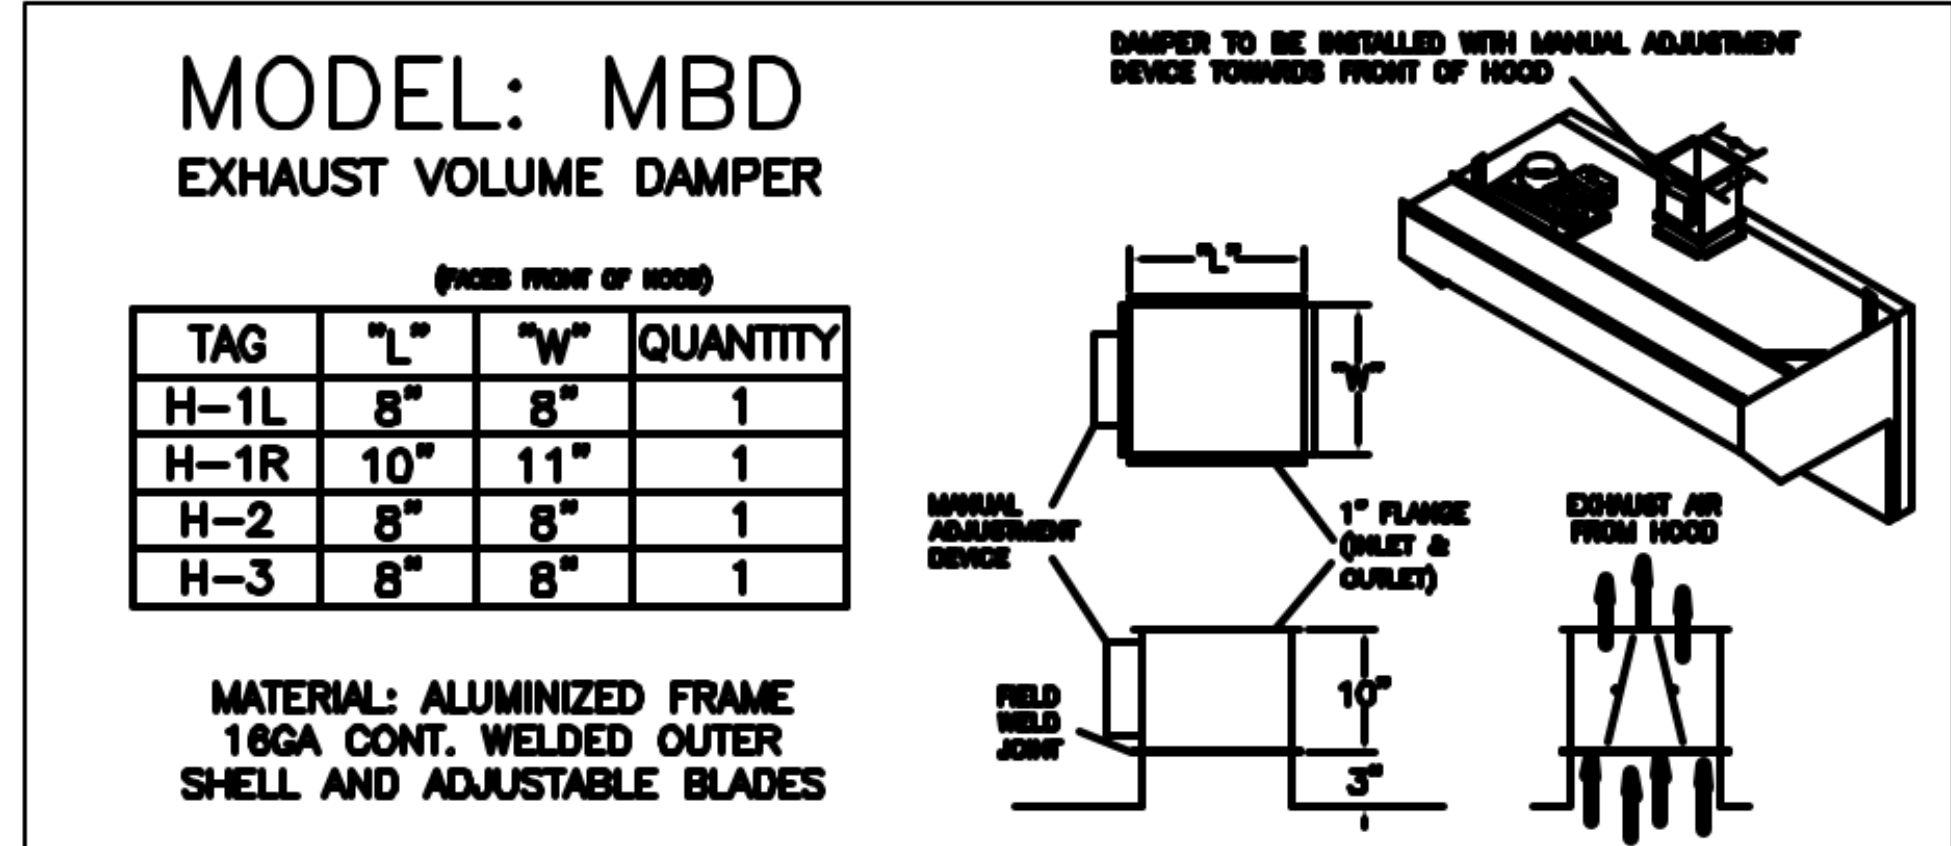 MODEL: MBD
EXHAUST VOLUME DAMPER
(FACES FRONT OF HOOD)
TAG "L" "W" QUANTITY
H-1L 8" 8" 1
H-1R 10" 11" 1
H-2 8" 8" 1
H-3 8" 8" 1
MATERIAL: ALUMINIZED FRAME
16GA CONT. WELDED OUTER
SHELL AND ADJUSTABLE BLADES
DAMPER TO BE INSTALLED WITH MANUAL ADJUSTMENT
DEVICE TOWARDS FRONT OF HOOD
"L"
"W"
MANUAL
ADJUSTMENT
DEVICE
1" FLANGE
(INLET &
OUTLET)
FIELD
WELD
JOINT
10"
3"
EXHAUST AIR
FROM HOOD